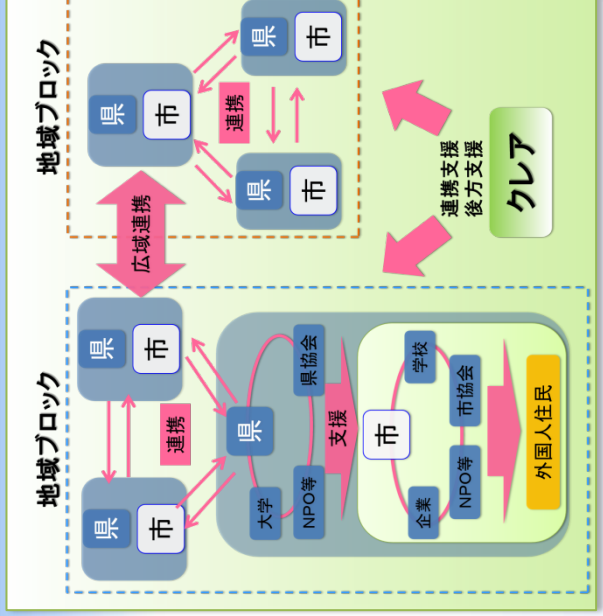 地域ブロック
県
市
県
市
連携
県
大学
県協会
NPO等
支援
市
企業
学校
NPO等
市協会
外国人住民
広域連携
地域ブロック
県
市
県
市
県
市
連携
連携支援
後方支援
クレア